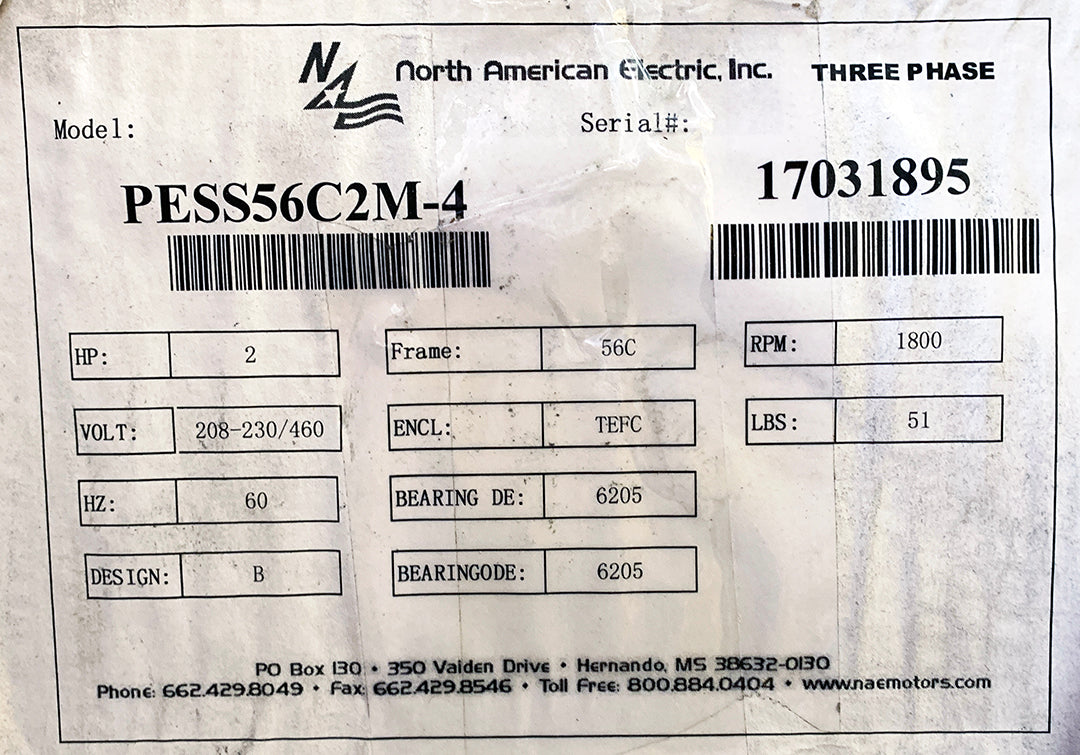 NAE North American Electric, Inc. THREE PHASE
Model: Serial#:
PESS56C2M-4 17031895
HP: 2 Frame: 56C RPM: 1800
VOLT: 208-230/460 ENCL: TEFC LBS: 51
HZ: 60 BEARING DE: 6205
DESIGN: B BEARINGODE: 6205
PO Box 130 • 350 Vaiden Drive • Hernando, MS 38632-0130
Phone: 662.429.8049 • Fax: 662.429.8546 • Toll Free: 800.884.0404 • www.naemotors.com